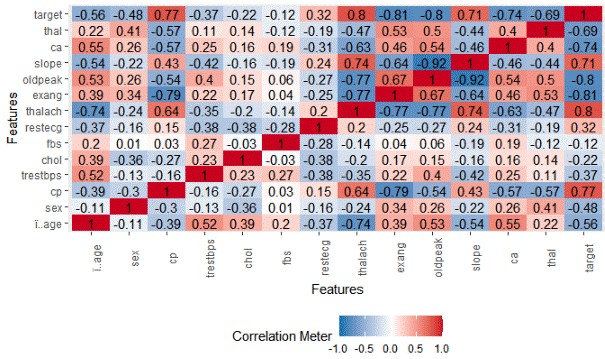 target -0.56 -0.48 0.77 -0.37 -0.22 -0.12 0.32 0.8 -0.81 -0.8 0.71 -0.74 -0.69 1
thal 0.22 0.41 -0.57 0.11 0.14 -0.12 -0.19 -0.47 0.53 0.5 -0.44 0.4 1 -0.69
ca 0.55 0.26 -0.57 0.25 0.16 0.19 -0.31 -0.63 0.46 0.54 -0.46 1 0.4 -0.74
slope -0.54 -0.22 0.43 -0.42 -0.16 -0.19 0.24 0.74 -0.64 -0.92 1 -0.46 -0.44 0.71
oldpeak 0.53 0.26 -0.54 0.4 0.15 0.06 -0.27 -0.77 0.67 1 -0.92 0.54 0.5 -0.8
exang 0.39 0.34 -0.79 0.22 0.17 0.04 -0.25 -0.77 1 0.67 -0.64 0.46 0.53 -0.81
thalach -0.74 -0.24 0.64 -0.35 -0.2 -0.14 0.2 1 -0.77 -0.77 0.74 -0.63 -0.47 0.8
restecg -0.37 -0.16 0.15 -0.38 -0.38 -0.28 1 0.2 -0.25 -0.27 0.24 -0.31 -0.19 0.32
fbs 0.2 0.01 0.03 0.27 -0.03 1 -0.28 -0.14 0.04 0.06 -0.19 0.19 -0.12 -0.12
chol 0.39 -0.36 -0.27 0.23 1 -0.03 -0.38 -0.2 0.17 0.15 -0.16 0.16 0.14 -0.22
trestbps 0.52 -0.13 -0.16 1 0.23 0.27 -0.38 -0.35 0.22 0.4 -0.42 0.25 0.11 -0.37
cp -0.39 -0.3 1 -0.16 -0.27 0.03 0.15 0.64 -0.79 -0.54 0.43 -0.57 -0.57 0.77
sex -0.11 1 -0.3 -0.13 -0.36 0.01 -0.16 -0.24 0.34 0.26 -0.22 0.26 0.41 -0.48
ï..age 1 -0.11 -0.39 0.52 0.39 0.2 -0.37 -0.74 0.39 0.53 -0.54 0.55 0.22 -0.56
Features
ï..age sex cp trestbps chol fbs restecg thalach exang oldpeak slope ca thal target
Features
Correlation Meter
-1.0 -0.5 0.0 0.5 1.0